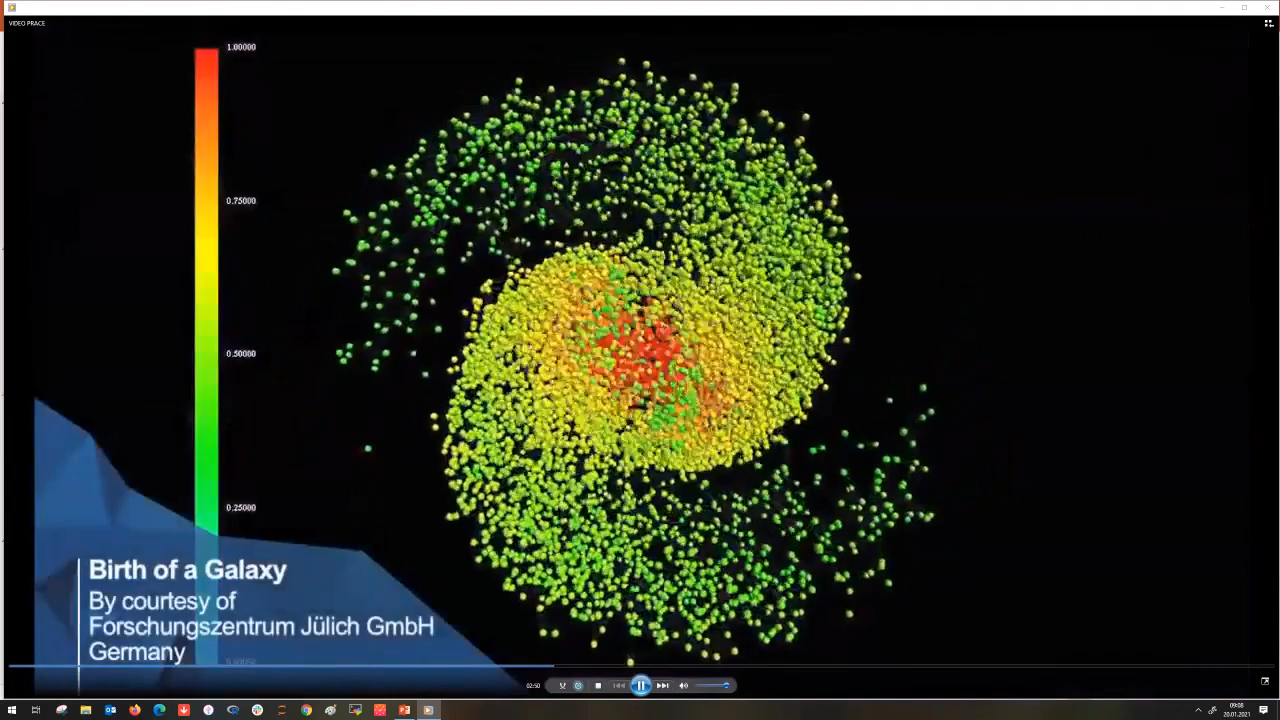 VIDEO PRACE
1.00000
0.75000
0.50000
0.25000
Birth of a Galaxy
By courtesy of
Forschungszentrum Jülich GmbH
Germany
02:50
09:08
20.01.2021